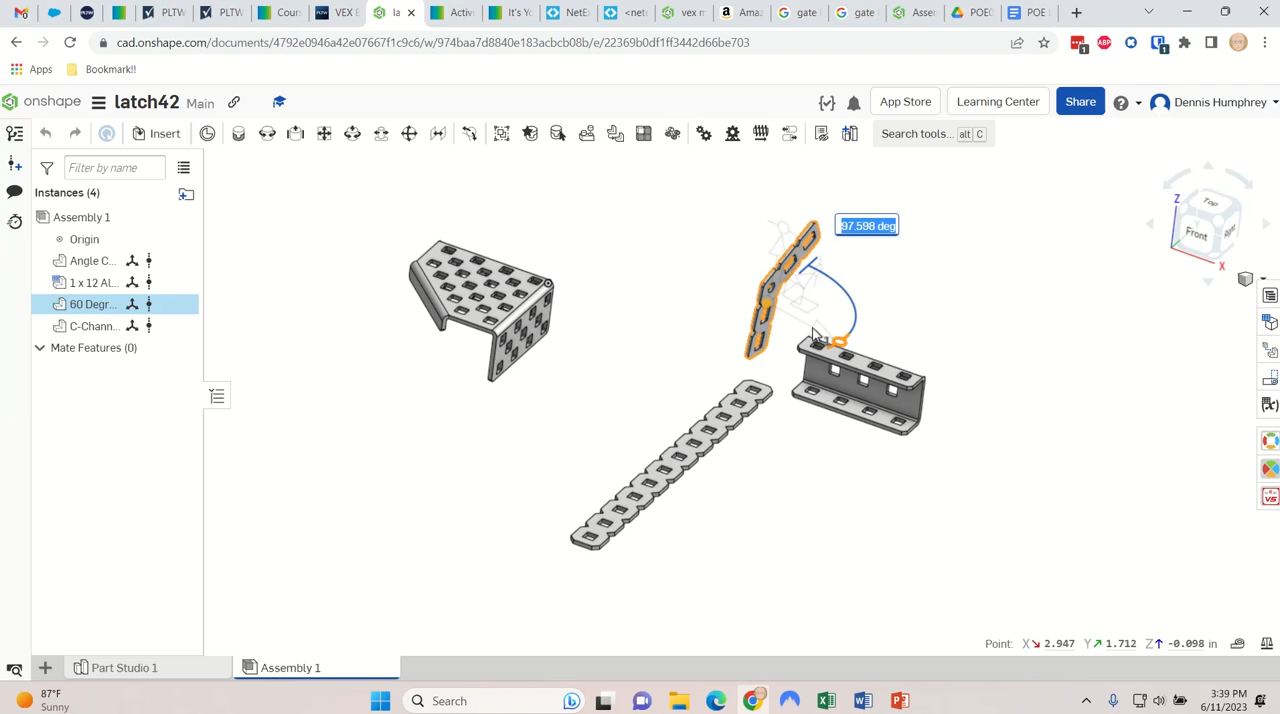 PLTW
PLTW
Cour
VEX E
la
Activ
It's Yo
NetE
<nete
vex m
Amaz
gate
gate
Asser
POE
POE
cad.onshape.com/documents/4792e0846a42e07667f1c9c6/w/974baa7d8840e183acbcb08b/e/22369b0df1ff3442d66be703
Apps
Bookmark!!
onshape
latch42 Main
App Store
Learning Center
Share
Dennis Humphrey
Insert
Search tools... alt C
Filter by name
Instances (4)
Assembly 1
Origin
Angle C...
1 x 12 Al...
60 Degr...
C-Chann...
Mate Features (0)
97.598 deg
Z
Top
Front
Right
X
Point: X 2.947 Y 1.712 Z -0.098 in
Part Studio 1
Assembly 1
87°F
Sunny
Search
3:39 PM
6/11/2023